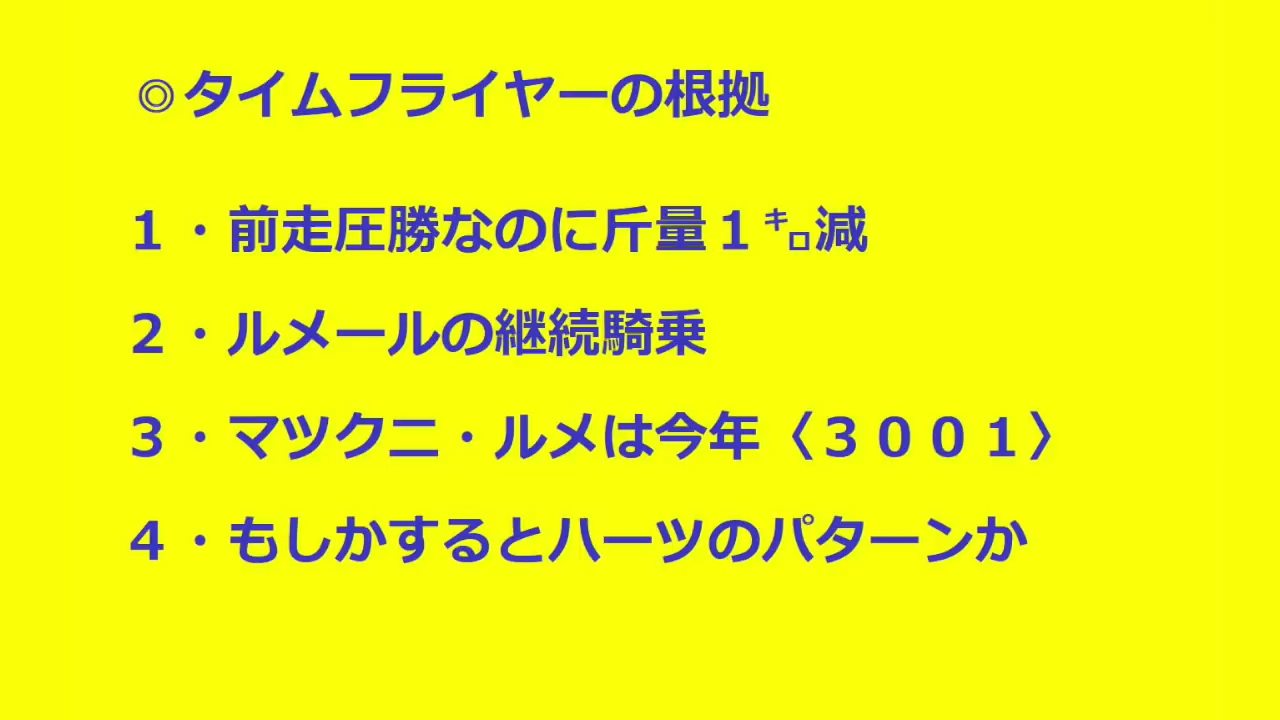 ◎タイムフライヤーの根拠
１・前走圧勝なのに斤量１㌔減
２・ルメールの継続騎乗
３・マツクニ・ルメは今年〈３００１〉
４・もしかするとハーツのパターンか